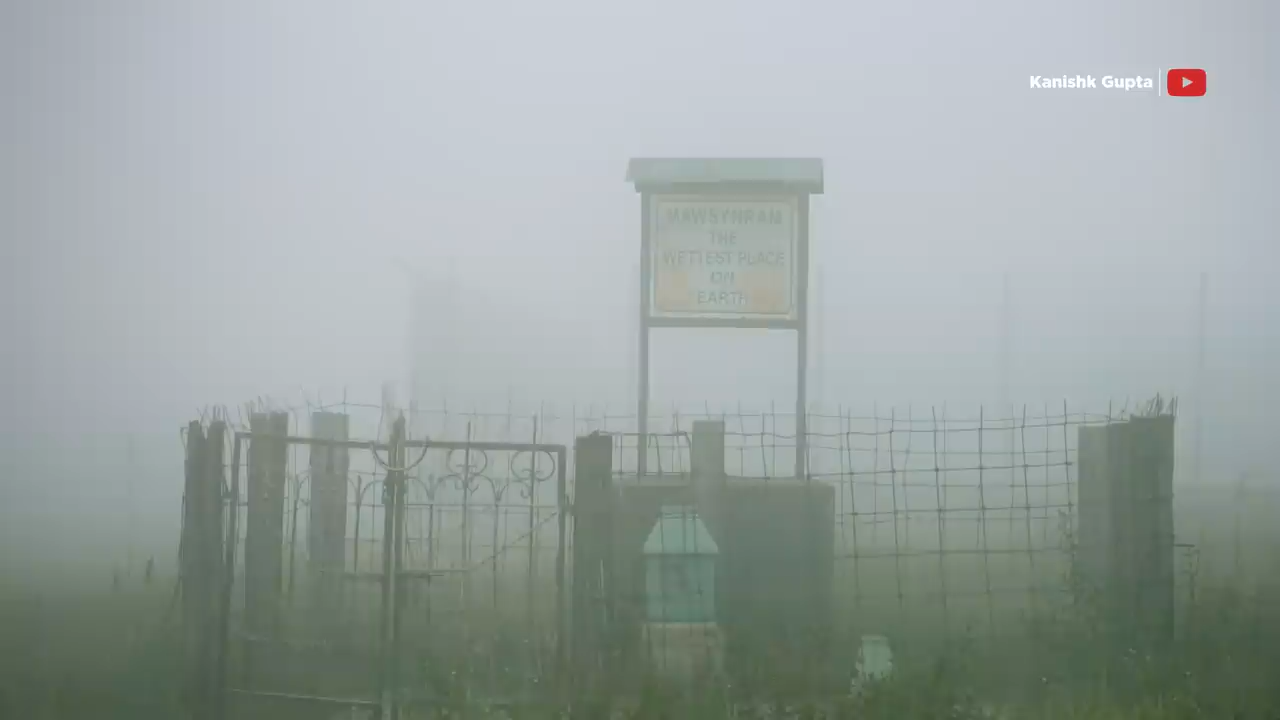 Kanishk Gupta
MAWSYNRAM
THE
WETTEST PLACE
ON
EARTH